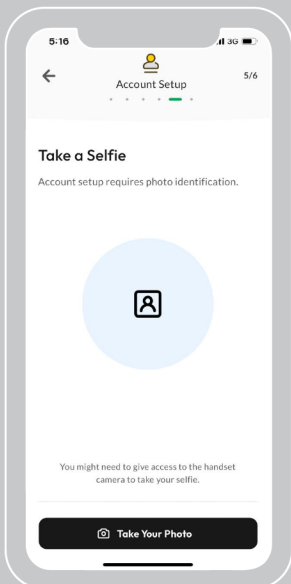 5:16
3G
Account Setup
5/6
Take a Selfie
Account setup requires photo identification.
You might need to give access to the handset
camera to take your selfie.
Take Your Photo